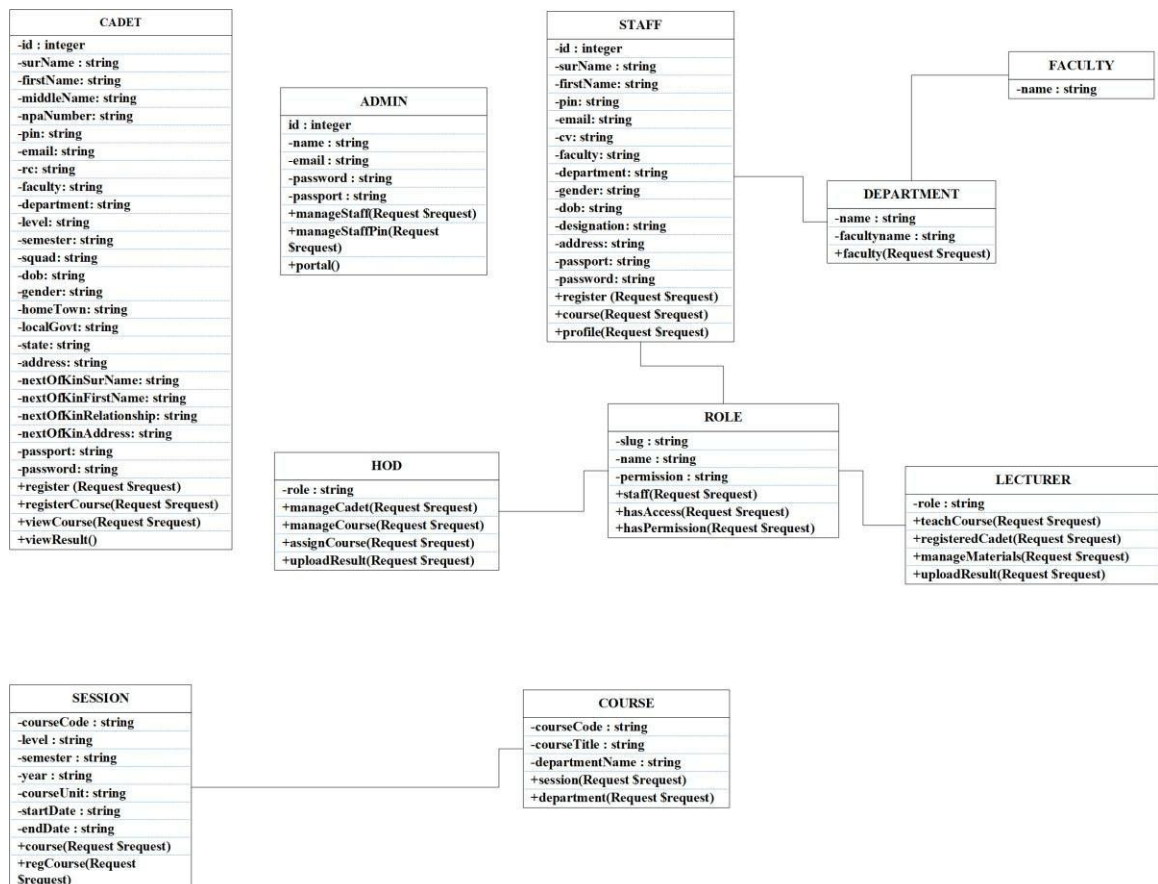 CADET
-id : integer
-surName : string
-firstName: string
-middleName: string
-npaNumber: string
-pin: string
-email: string
-rc: string
-faculty: string
-department: string
-level: string
-semester: string
-squad: string
-dob: string
-gender: string
-homeTown: string
-localGovt: string
-state: string
-address: string
-nextOfKinSurName: string
-nextOfKinFirstName: string
-nextOfKinRelationship: string
-nextOfKinAddress: string
-passport: string
-password: string
+register (Request $request)
+registerCourse(Request $request)
+viewCourse(Request $request)
+viewResult()
ADMIN
id : integer
-name : string
-email : string
-password : string
-passport : string
+manageStaff(Request $request)
+manageStaffPin(Request
$request)
+portal()
STAFF
-id : integer
-surName : string
-firstName: string
-pin: string
-email: string
-cv: string
-faculty: string
-department: string
-gender: string
-dob: string
-designation: string
-address: string
-passport: string
-password: string
+register (Request $request)
+course(Request $request)
+profile(Request $request)
FACULTY
-name : string
DEPARTMENT
-name : string
-facultyname : string
+faculty(Request $request)
HOD
-role : string
+manageCadet(Request $request)
+manageCourse(Request $request)
+assignCourse(Request $request)
+uploadResult(Request $request)
ROLE
-slug : string
-name : string
-permission : string
+staff(Request $request)
+hasAccess(Request $request)
+hasPermission(Request $request)
LECTURER
-role : string
+teachCourse(Request $request)
+registeredCadet(Request $request)
+manageMaterials(Request $request)
+uploadResult(Request $request)
SESSION
-courseCode : string
-level : string
-semester : string
-year : string
-courseUnit: string
-startDate : string
-endDate : string
+course(Request $request)
+regCourse(Request
$request)
COURSE
-courseCode : string
-courseTitle : string
-departmentName : string
+session(Request $request)
+department(Request $request)